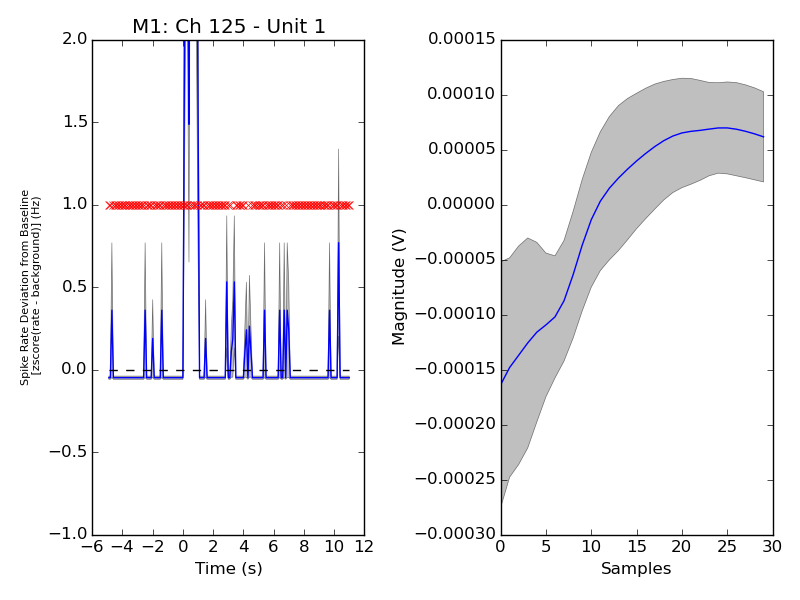 M1: Ch 125 - Unit 1
2.0
1.5
1.0
0.5
0.0
−0.5
−1.0
−6 −4 −2 0 2 4 6 8 10 12
Time (s)
Spike Rate Deviation from Baseline
[zscore(rate - background)] (Hz)
0.00015
0.00010
0.00005
0.00000
−0.00005
−0.00010
−0.00015
−0.00020
−0.00025
−0.00030
0 5 10 15 20 25 30
Samples
Magnitude (V)